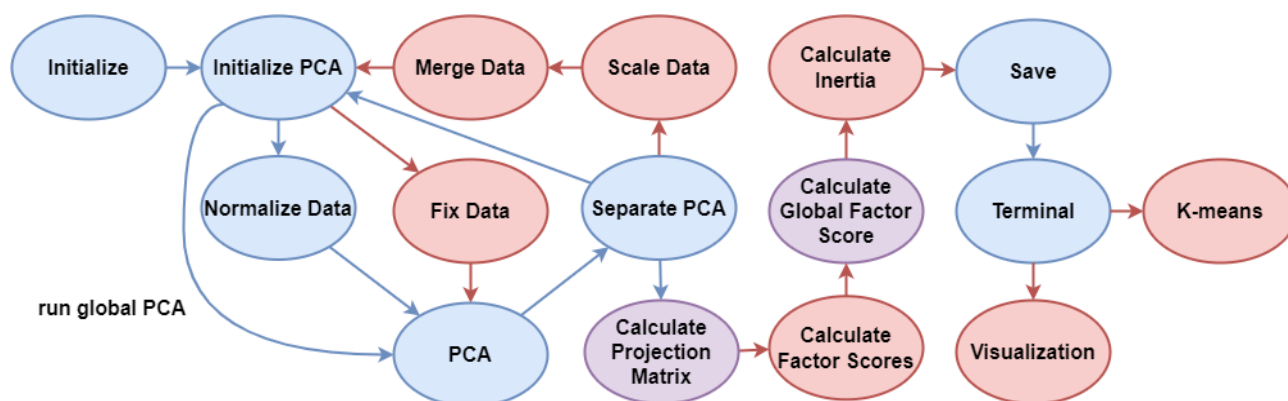 Initialize
Initialize PCA
Merge Data
Scale Data
Calculate
Inertia
Save
Normalize Data
Fix Data
Separate PCA
Calculate
Global Factor
Score
Terminal
K-means
run global PCA
PCA
Calculate
Projection
Matrix
Calculate
Factor Scores
Visualization